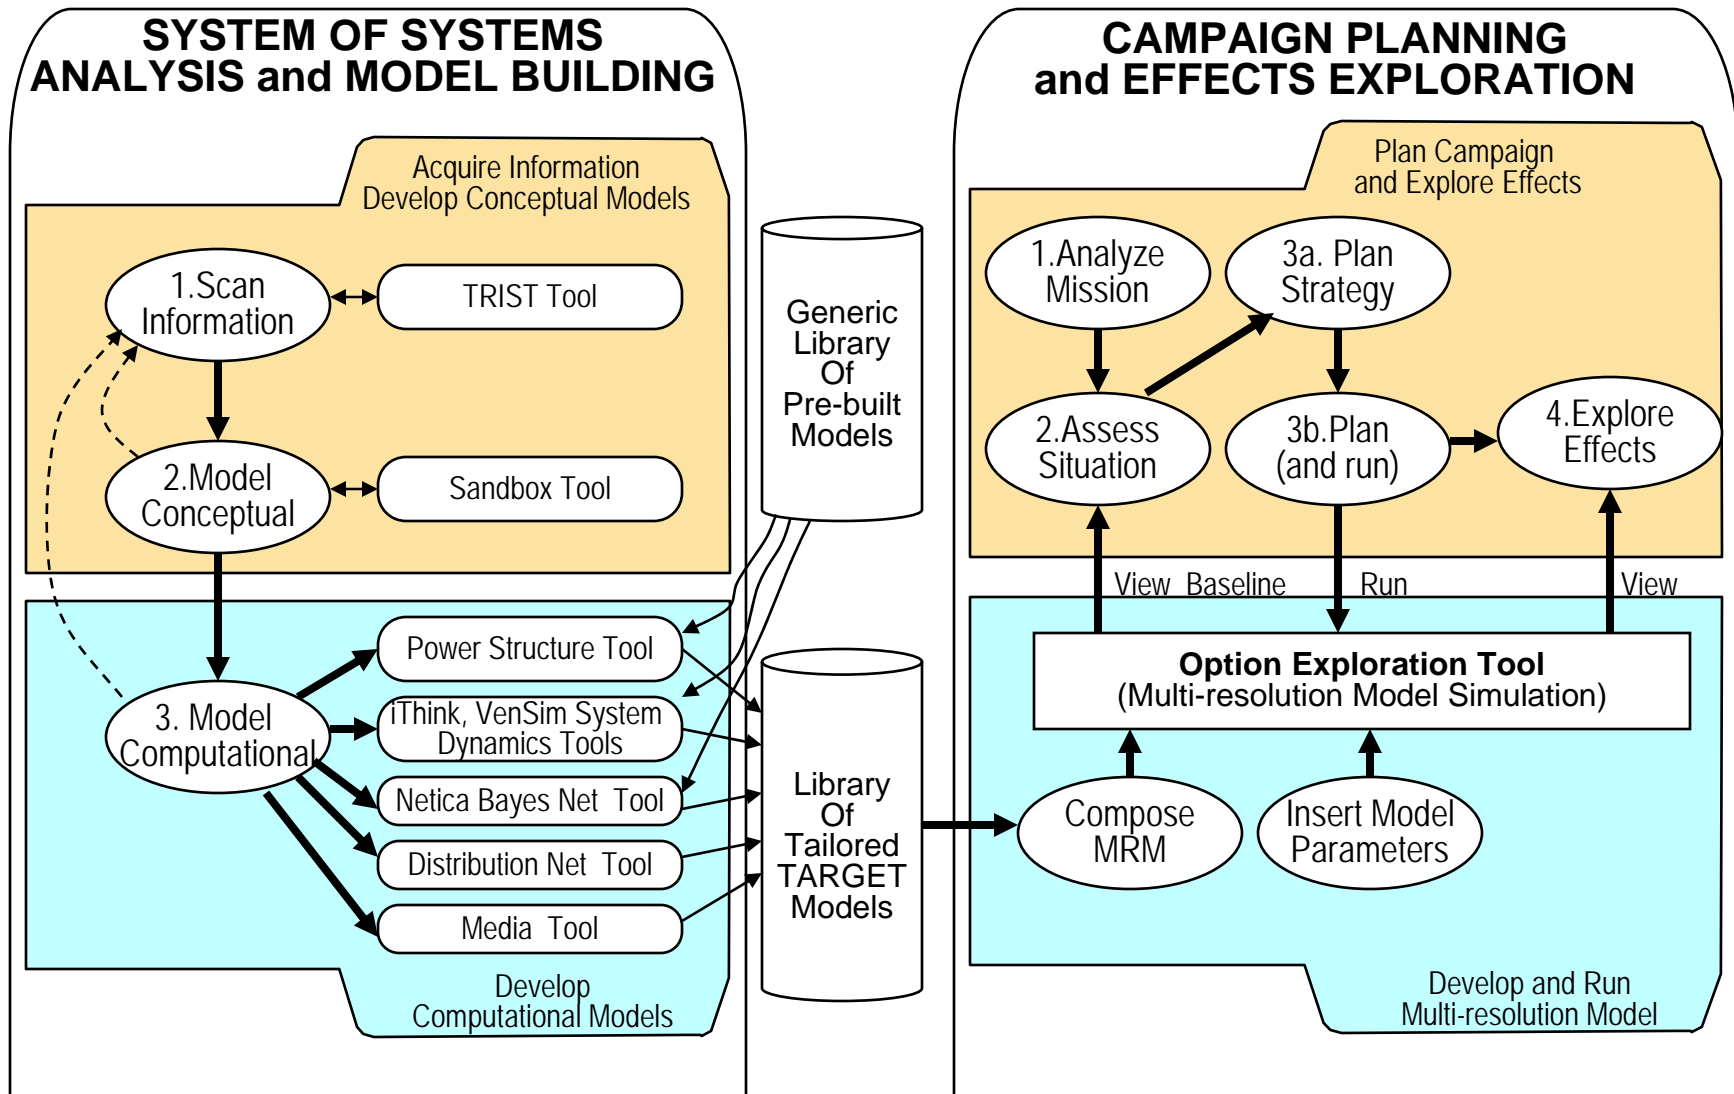 SYSTEM OF SYSTEMS
ANALYSIS and MODEL BUILDING
Acquire Information
Develop Conceptual Models
1.Scan
Information
TRIST Tool
2.Model
Conceptual
Sandbox Tool
3. Model
Computational
Power Structure Tool
iThink, VenSim System
Dynamics Tools
Netica Bayes Net Tool
Distribution Net Tool
Media Tool
Develop
Computational Models
Generic
Library
Of
Pre-built
Models
Library
Of
Tailored
TARGET
Models
CAMPAIGN PLANNING
and EFFECTS EXPLORATION
Plan Campaign
and Explore Effects
1.Analyze
Mission
3a. Plan
Strategy
2.Assess
Situation
3b.Plan
(and run)
4.Explore
Effects
View Baseline
Run
View
Option Exploration Tool
(Multi-resolution Model Simulation)
Compose
MRM
Insert Model
Parameters
Develop and Run
Multi-resolution Model